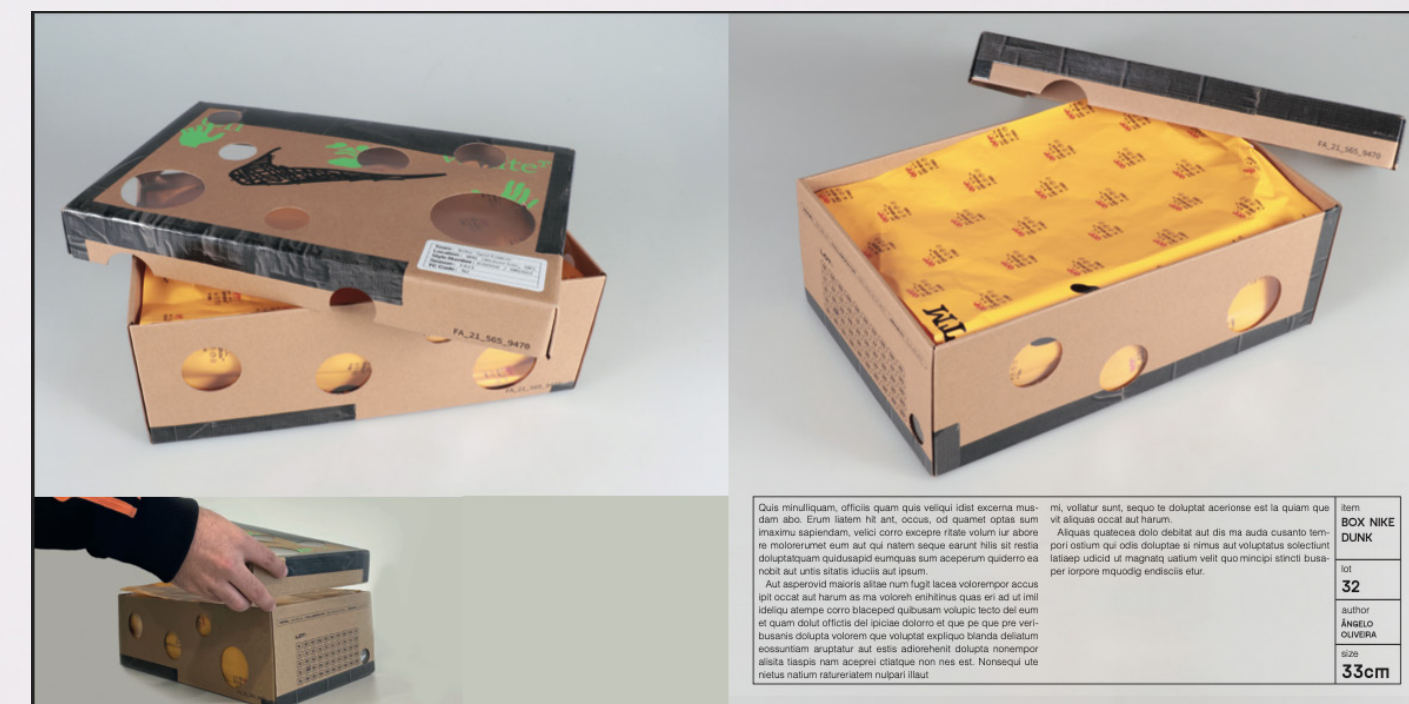 FA_21_565_9470
FA_21_565_9470
TM
LOT:
LOT:
Quis minulliquam, officiis quam quis veliqui idist excerna mus-
dam abo. Erum liatem hit ant, occus, od quamet optas sum
imaximu sapiendam, velici corro excepre ritate volum iur abore
re molorerumet eum aut qui natem seque earunt hilis sit restia
doluptatquam quidusapid eumquas sum aceperum quiderro ea
nobit aut untis sitatis iduciis aut ipsum.
Aut asperovid maioris alitae num fugit lacea volorempor accus
ipit occat aut harum as ma voloreh enihitinus quas eri ad ut imil
ideliqu atempe corro blaceped quibusam volupic tecto del eum
et quam dolut offictis del ipiciae dolorro et que pe que pre veri-
busanis dolupta volorem que voluptat expliquo blanda deliatum
eossuntiam aruptatur aut estis adiorehenit dolupta nonempor
alisita tiaspis nam aceprei ctiatque non nes est. Nonsequi ute
nietus natium ratureriatem nulpari illaut
mi, vollatur sunt, sequo te doluptat acerionse est la quiam que
vit aliquas occat aut harum.
Aliquas quatecea dolo debitat aut dis ma auda cusanto tem-
pori ostium qui odis doluptae si nimus aut voluptatus solectiunt
latiaep udicid ut magnatq uatium velit quo mincipi stincti busa-
per iorpore mquodig endisciis etur.
item
BOX NIKE
DUNK
lot
32
author
ÂNGELO
OLIVEIRA
size
33cm